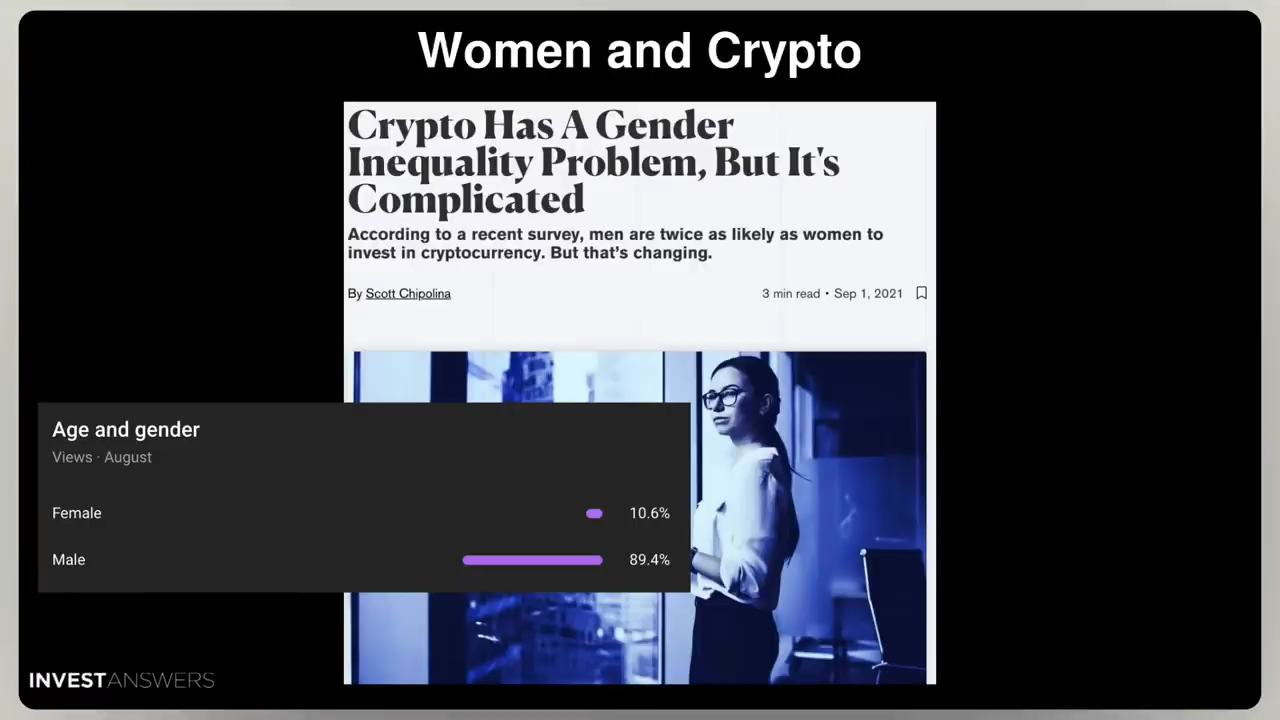 Women and Crypto
Crypto Has A Gender
Inequality Problem, But It's
Complicated
According to a recent survey, men are twice as likely as women to
invest in cryptocurrency. But that’s changing.
By Scott Chipolina
3 min read • Sep 1, 2021
Age and gender
Views · August
Female 10.6%
Male 89.4%
INVESTANSWERS